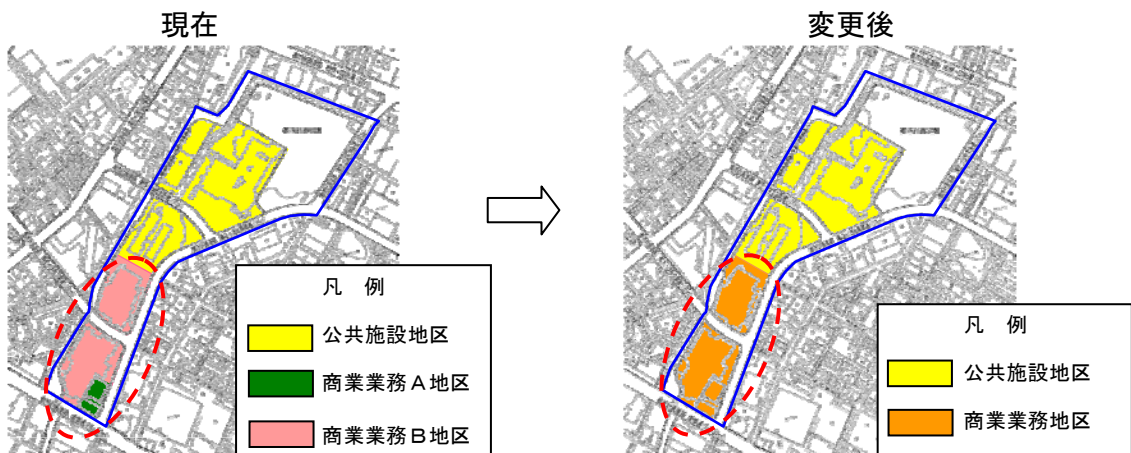 現在
変更後
凡 例
公共施設地区
商業業務A地区
商業業務B地区
凡 例
公共施設地区
商業業務地区